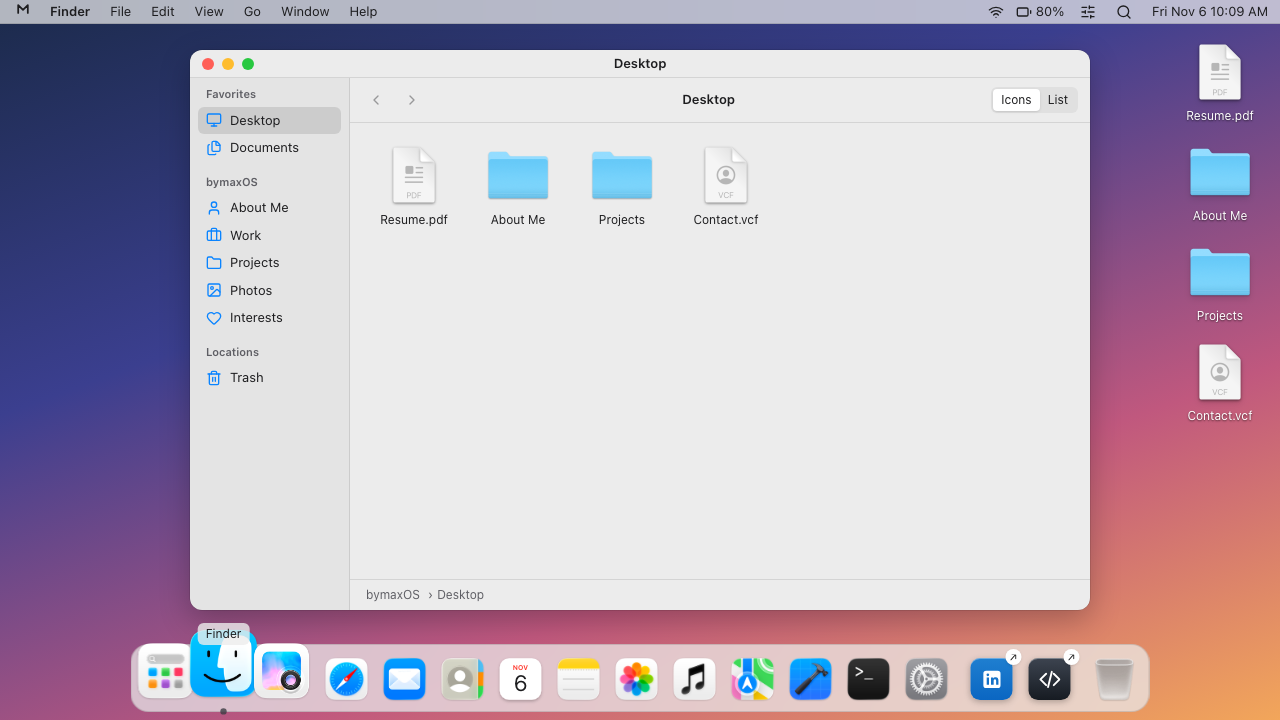 Finder File Edit View Go Window Help 80% Fri Nov 6 10:09 AM
Desktop
Favorites
Desktop
Documents
bymaxOS
About Me
Work
Projects
Photos
Interests
Locations
Trash
Desktop
Icons List
PDF
Resume.pdf
About Me
Projects
VCF
Contact.vcf
bymaxOS › Desktop
PDF
Resume.pdf
About Me
Projects
VCF
Contact.vcf
Finder
NOV
6
>_
in